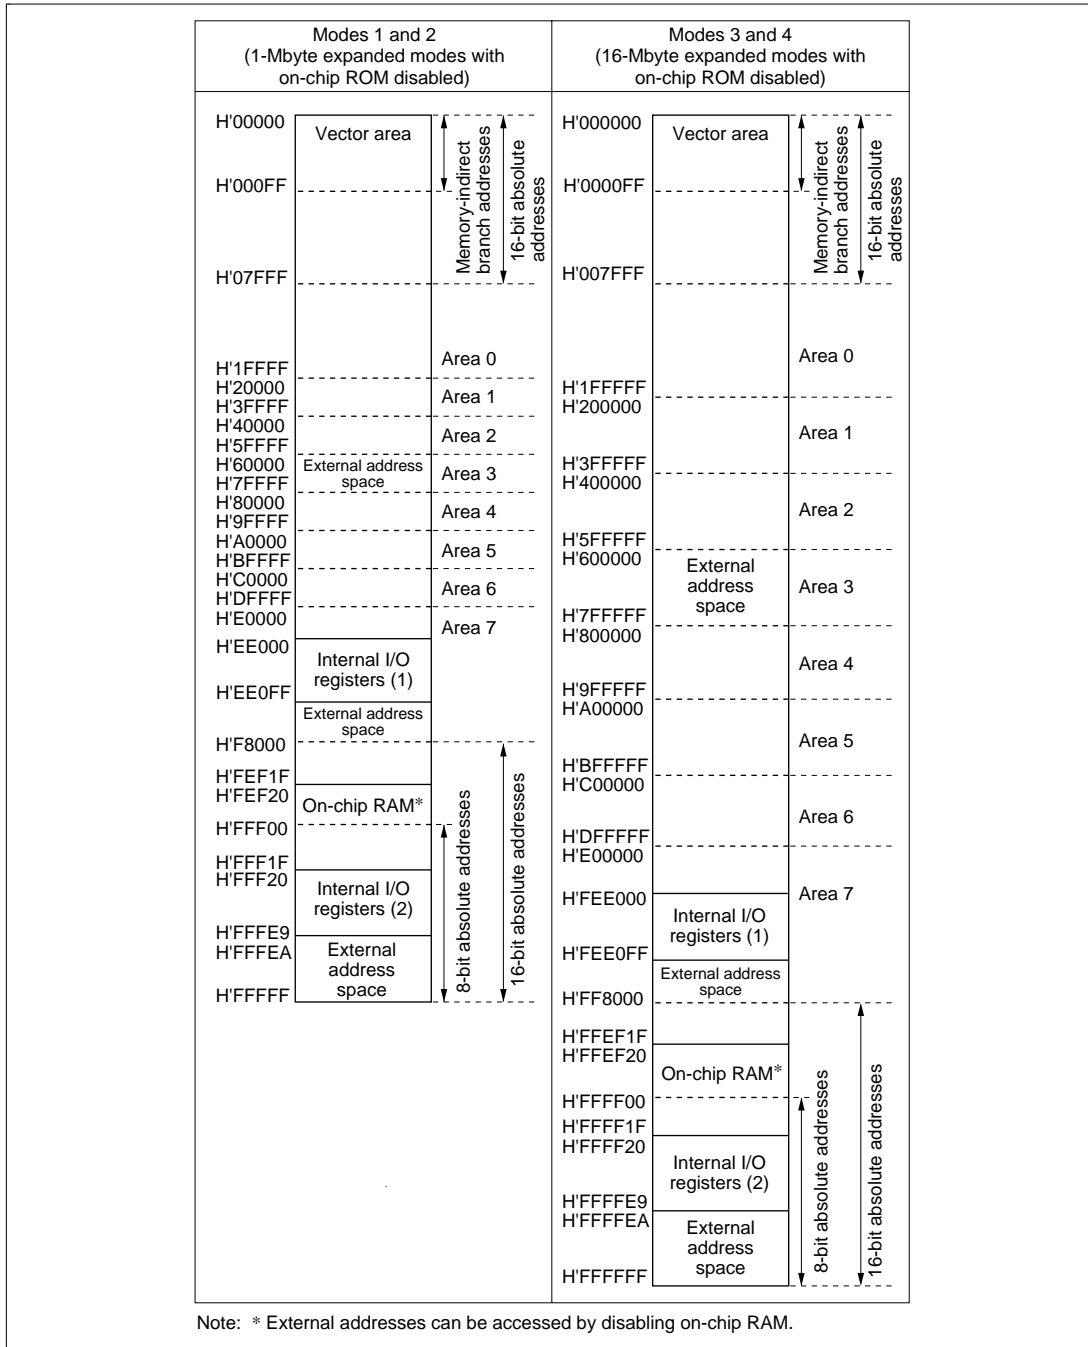 Modes 1 and 2
(1-Mbyte expanded modes with
on-chip ROM disabled)
H'00000
Vector area
H'000FF
H'07FFF
Memory-indirect
branch addresses
16-bit absolute
addresses
H'1FFFF
H'20000
H'3FFFF
H'40000
H'5FFFF
H'60000
H'7FFFF
H'80000
H'9FFFF
H'A0000
H'BFFFF
H'C0000
H'DFFFF
H'E0000
H'EE000
H'EE0FF
H'F8000
H'FEF1F
H'FEF20
H'FFF00
H'FFF1F
H'FFF20
H'FFFE9
H'FFFEA
H'FFFFF
External address
space
Internal I/O
registers (1)
External address
space
On-chip RAM*
Internal I/O
registers (2)
External
address
space
Area 0
Area 1
Area 2
Area 3
Area 4
Area 5
Area 6
Area 7
8-bit absolute addresses
16-bit absolute addresses
Modes 3 and 4
(16-Mbyte expanded modes with
on-chip ROM disabled)
H'000000
Vector area
H'0000FF
H'007FFF
Memory-indirect
branch addresses
16-bit absolute
addresses
H'1FFFFF
H'200000
H'3FFFFF
H'400000
H'5FFFFF
H'600000
H'7FFFFF
H'800000
H'9FFFFF
H'A00000
H'BFFFFF
H'C00000
H'DFFFFF
H'E00000
H'FEE000
H'FEE0FF
H'FF8000
H'FFEF1F
H'FFEF20
H'FFFF00
H'FFFF1F
H'FFFF20
H'FFFFE9
H'FFFFEA
H'FFFFFF
External
address
space
Internal I/O
registers (1)
External address
space
On-chip RAM*
Internal I/O
registers (2)
External
address
space
Area 0
Area 1
Area 2
Area 3
Area 4
Area 5
Area 6
Area 7
8-bit absolute addresses
16-bit absolute addresses
Note: * External addresses can be accessed by disabling on-chip RAM.